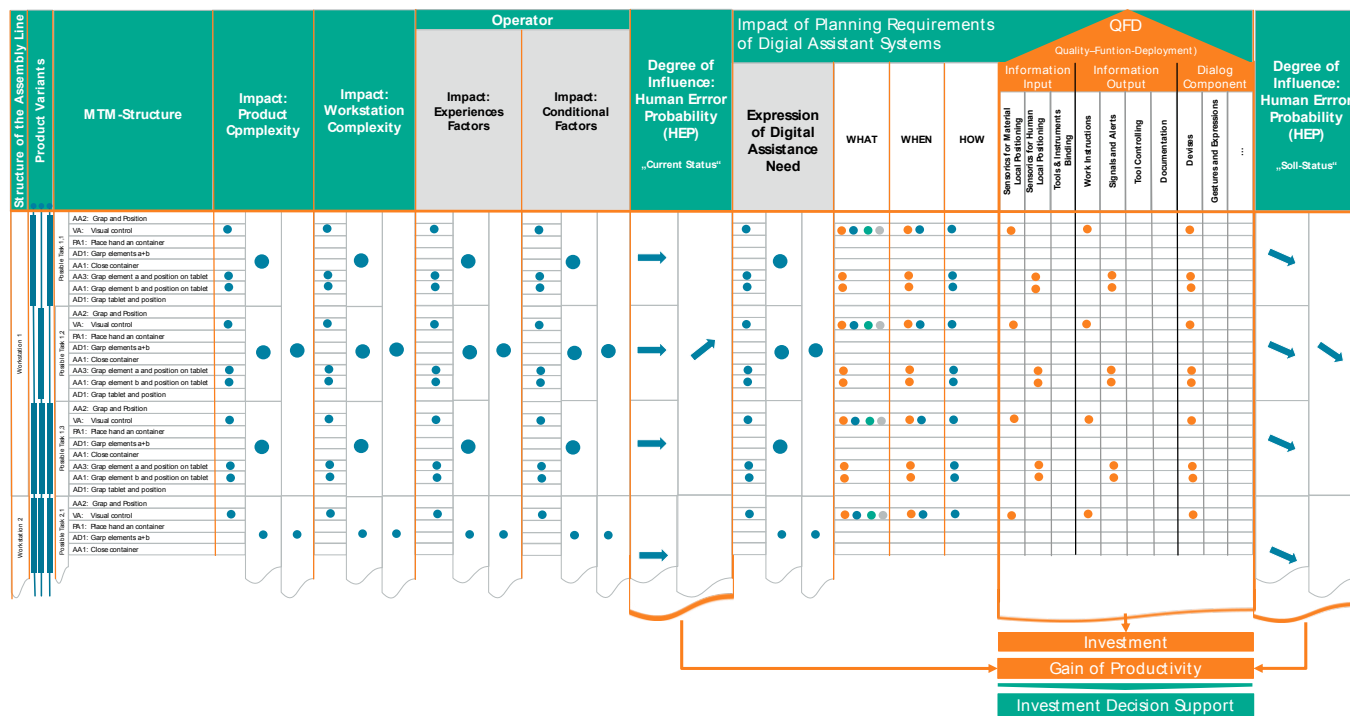 Structure of the Assembly Line
Product Variants
MTM-Structure
Impact:
Product
Cpmplexity
Impact:
Workstation
Complexity
Operator
Impact:
Experiences
Factors
Impact:
Conditional
Factors
Degree of
Influence:
Human Errror
Probability
(HEP)
„Current Status“
Impact of Planning Requirements
of Digial Assistant Systems
Expression
of Digital
Assistance
Need
WHAT
WHEN
HOW
QFD
Quality–Funtion-Deployment)
Information
Input
Information
Output
Dialog
Component
Sensorics for Material
Local Positioning
Sensorics for Human
Local Positioning
Tools & Instruments
Binding
Work Instructions
Signals and Alerts
Tool Controlling
Documentation
Devises
Gestures and Expressions
...
Degree of
Influence:
Human Errror
Probability
(HEP)
„Soll-Status“
Workstation 1
Possible Task 1,1
AA2: Grap and Position
VA: Visual control
PA1: Place hand an container
AD1: Garp elements a+b
AA1: Close container
AA3: Grap element a and position on tablet
AA1: Grap element b and position on tablet
AD1: Grap tablet and position
Possible Task 1,2
AA2: Grap and Position
VA: Visual control
PA1: Place hand an container
AD1: Garp elements a+b
AA1: Close container
AA3: Grap element a and position on tablet
AA1: Grap element b and position on tablet
AD1: Grap tablet and position
Possible Task 1,3
AA2: Grap and Position
VA: Visual control
PA1: Place hand an container
AD1: Garp elements a+b
AA1: Close container
AA3: Grap element a and position on tablet
AA1: Grap element b and position on tablet
AD1: Grap tablet and position
Workstation 2
Possible Task 2,1
AA2: Grap and Position
VA: Visual control
PA1: Place hand an container
AD1: Garp elements a+b
AA1: Close container
Investment
Gain of Productivity
Investment Decision Support